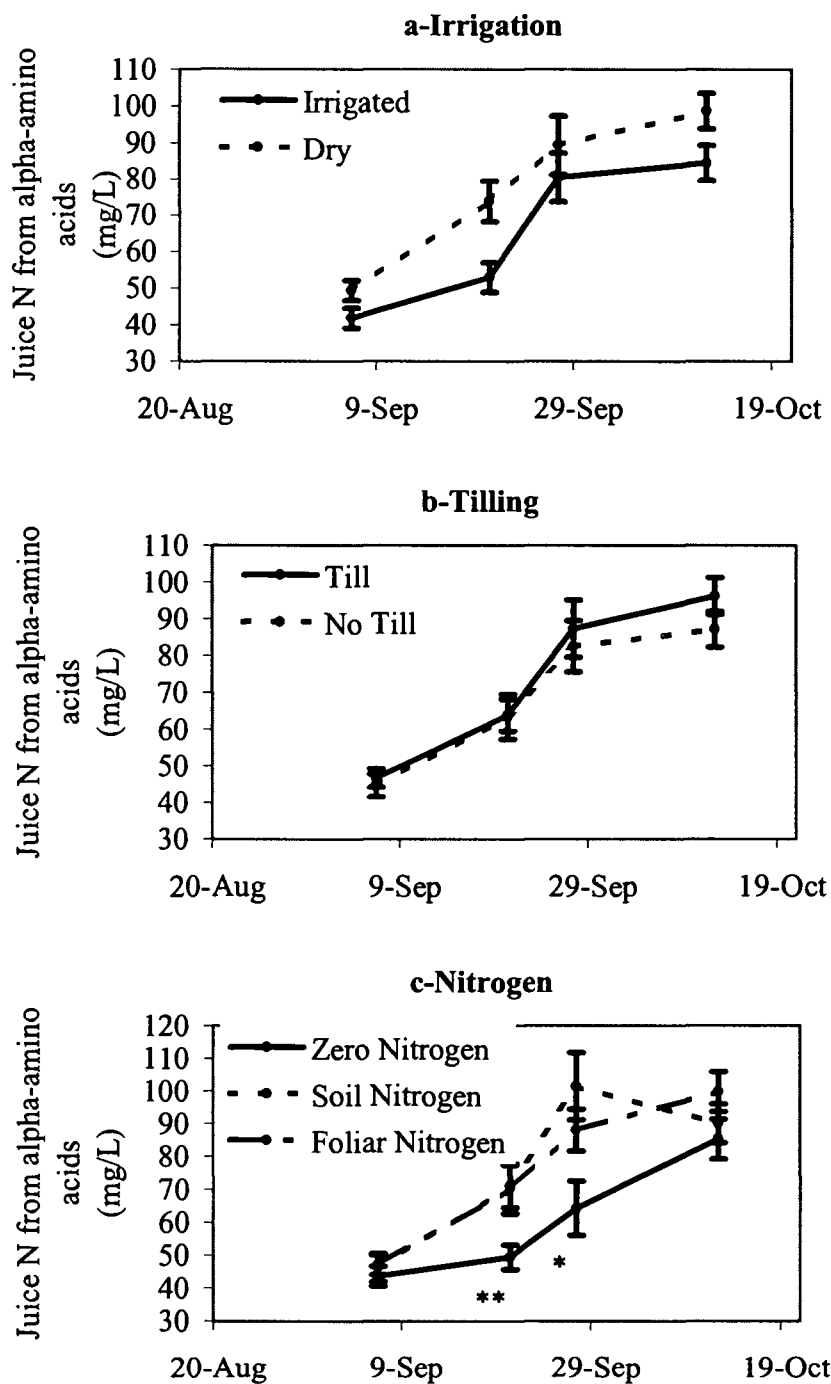 a-Irrigation
Juice N from alpha-amino
acids
(mg/L)
110
100
90
80
70
60
50
40
30
Irrigated
Dry
20-Aug
9-Sep
29-Sep
19-Oct
b-Tilling
Juice N from alpha-amino
acids
(mg/L)
110
100
90
80
70
60
50
40
30
Till
No Till
20-Aug
9-Sep
29-Sep
19-Oct
c-Nitrogen
Juice N from alpha-amino
acids
(mg/L)
120
110
100
90
80
70
60
50
40
30
Zero Nitrogen
Soil Nitrogen
Foliar Nitrogen
*
**
20-Aug
9-Sep
29-Sep
19-Oct